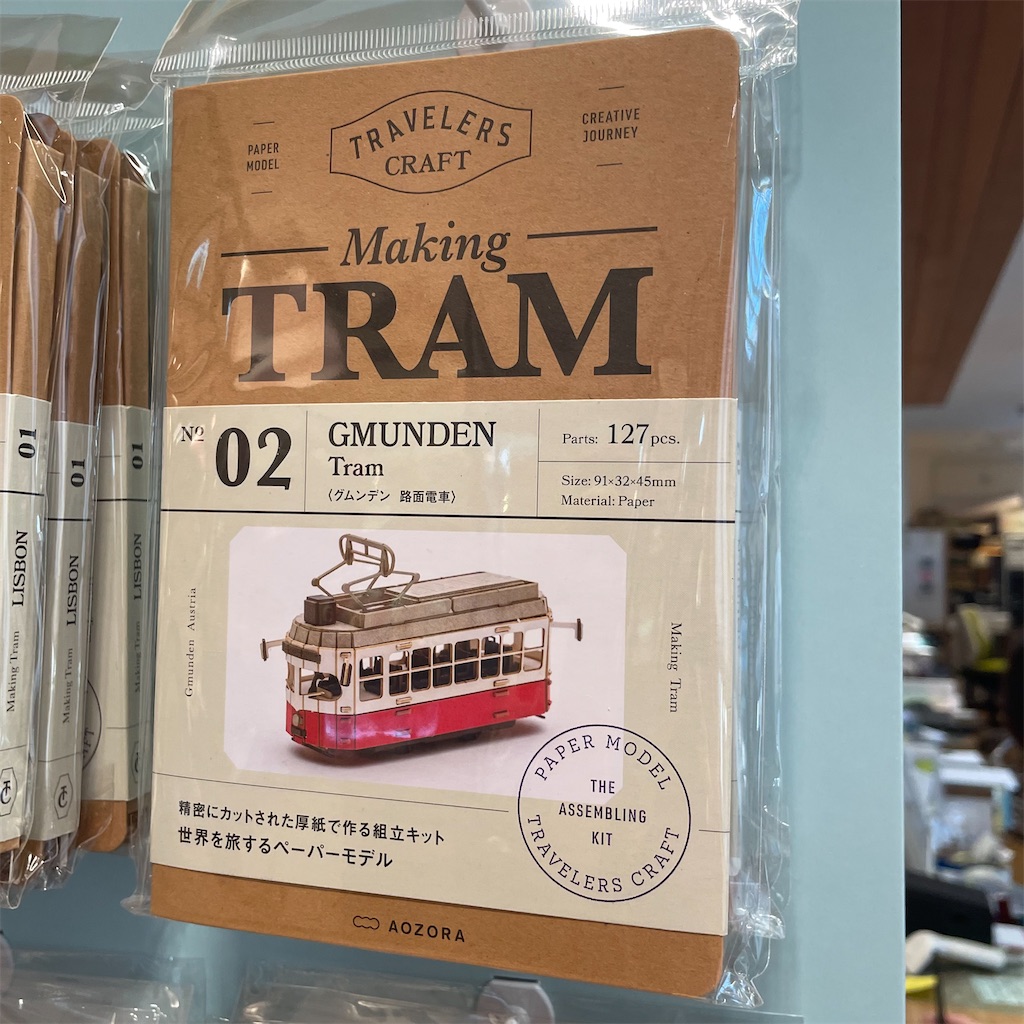 PAPER
MODEL
TRAVELERS
CRAFT
CREATIVE
JOURNEY
Making
TRAM
Nº 02
GMUNDEN
Tram
〈グムンデン 路面電車〉
Parts: 127pcs.
Size: 91×32×45mm
Material: Paper
Gmunden Austria
Making Tram
PAPER MODEL
THE
ASSEMBLING
KIT
TRAVELERS CRAFT
精密にカットされた厚紙で作る組立キット
世界を旅するペーパーモデル
AOZORA
01
LISBON
Making Tram
01
LISBON
Making Tram
01
LISBON
Making Tram